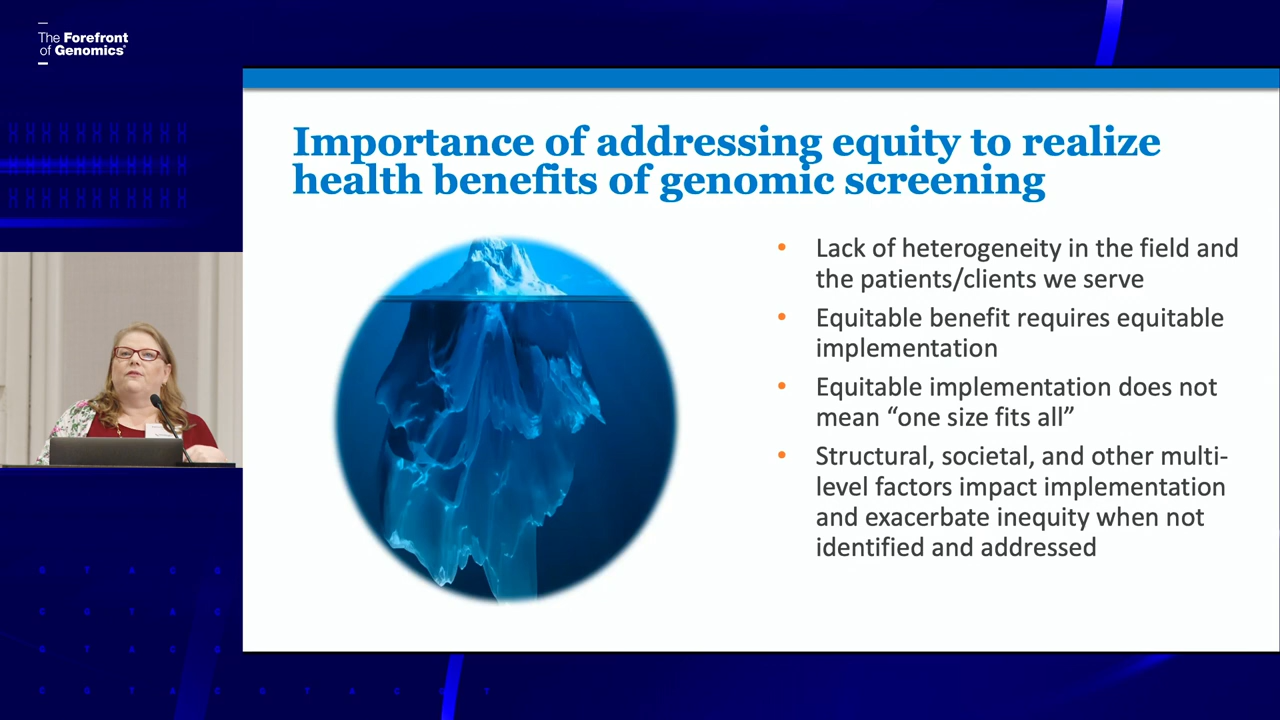 The Forefront
of Genomics
Importance of addressing equity to realize
health benefits of genomic screening
• Lack of heterogeneity in the field and
the patients/clients we serve
• Equitable benefit requires equitable
implementation
• Equitable implementation does not
mean “one size fits all”
• Structural, societal, and other multi-
level factors impact implementation
and exacerbate inequity when not
identified and addressed